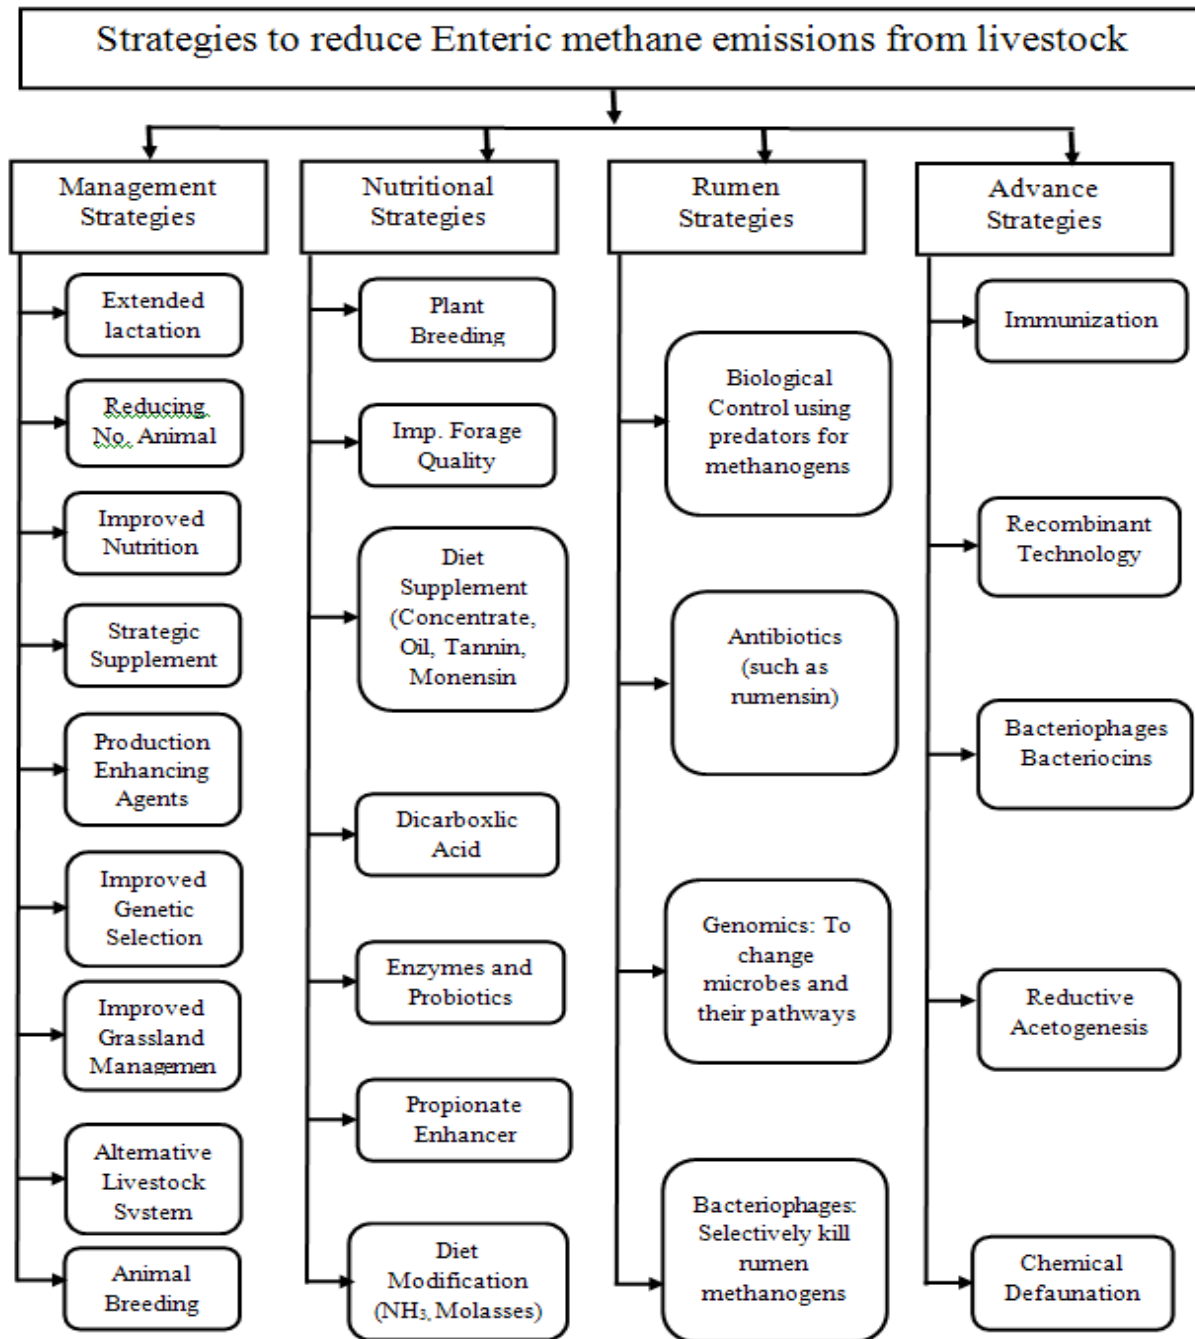 Strategies to reduce Enteric methane emissions from livestock
Management
Strategies
Extended
lactation
Reducing
No. Animal
Improved
Nutrition
Strategic
Supplement
Production
Enhancing
Agents
Improved
Genetic
Selection
Improved
Grassland
Managemen
Alternative
Livestock
System
Animal
Breeding
Nutritional
Strategies
Plant
Breeding
Imp. Forage
Quality
Diet
Supplement
(Concentrate,
Oil, Tannin,
Monensin
Dicarboxlic
Acid
Enzymes and
Probiotics
Propionate
Enhancer
Diet
Modification
(NH₃, Molasses)
Rumen
Strategies
Biological
Control using
predators for
methanogens
Antibiotics
(such as
rumensin)
Genomics: To
change
microbes and
their pathways
Bacteriophages:
Selectively kill
rumen
methanogens
Advance
Strategies
Immunization
Recombinant
Technology
Bacteriophages
Bacteriocins
Reductive
Acetogenesis
Chemical
Defaunation